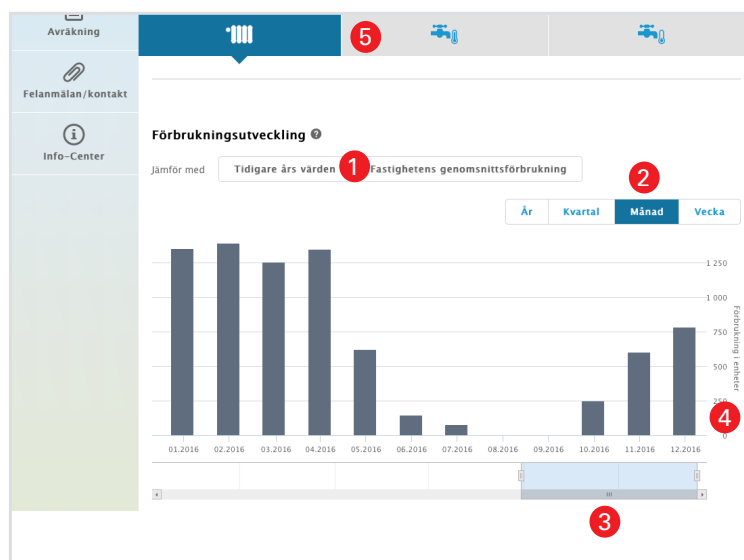 Avräkning
Felanmälan/kontakt
Info-Center
5
Förbrukningsutveckling ?
Jämför med Tidigare års värden 1 Fastighetens genomsnittsförbrukning
2
År Kvartal Månad Vecka
1 250
1 000
750
500
250
0
Förbrukning i enheter
4
01.2016 02.2016 03.2016 04.2016 05.2016 06.2016 07.2016 08.2016 09.2016 10.2016 11.2016 12.2016
3